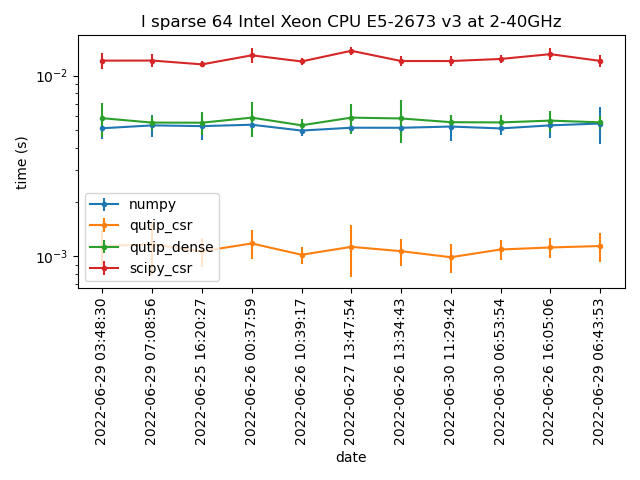 I sparse 64 Intel Xeon CPU E5-2673 v3 at 2-40GHz
time (s)
10⁻²
10⁻³
numpy
qutip_csr
qutip_dense
scipy_csr
2022-06-29 03:48:30
2022-06-29 07:08:56
2022-06-25 16:20:27
2022-06-26 00:37:59
2022-06-26 10:39:17
2022-06-27 13:47:54
2022-06-26 13:34:43
2022-06-30 11:29:42
2022-06-30 06:53:54
2022-06-26 16:05:06
2022-06-29 06:43:53
date